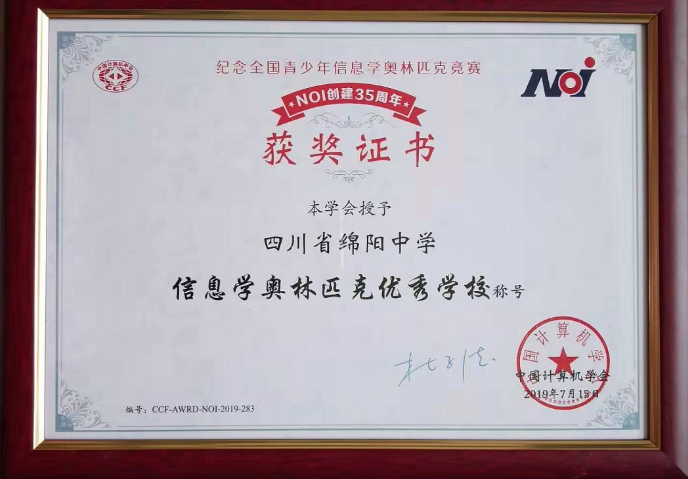 纪念全国青少年信息学奥林匹克竞赛
NOI
CCF
NOI创建35周年
获奖证书
本学会授予
四川省绵阳中学
信息学奥林匹克优秀学校称号
中国计算机学会
中国计算机学会
2019年7月15日
编号：CCF-AWRD-NOI-2019-283